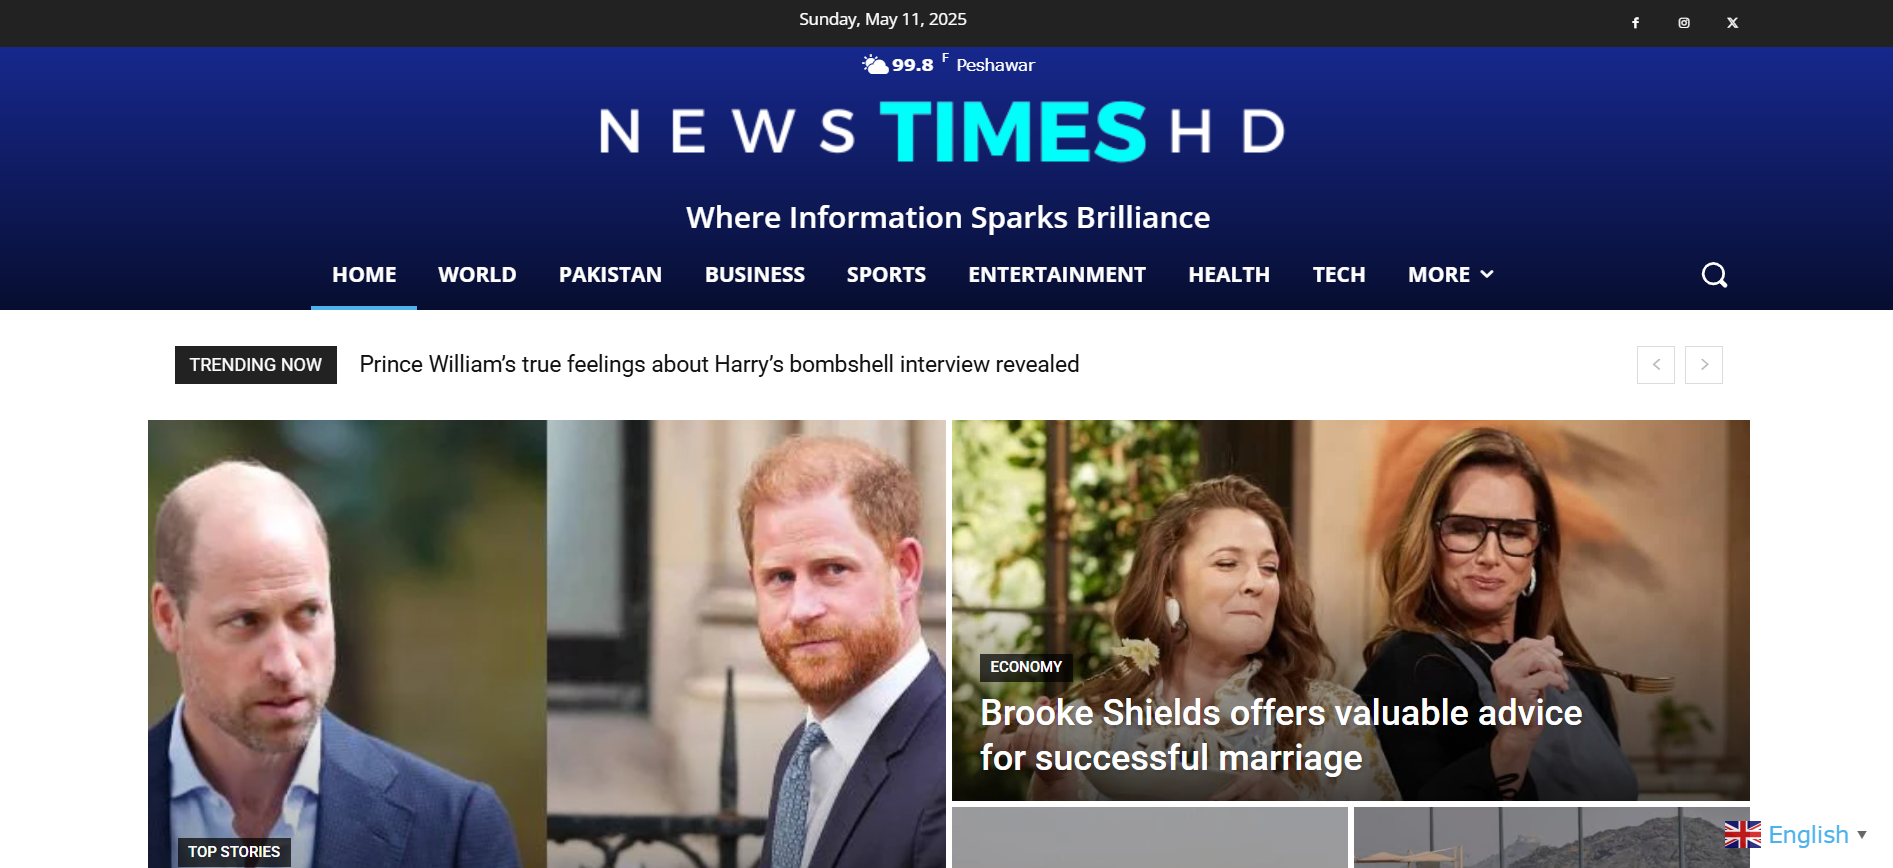 Sunday, May 11, 2025
99.8 F Peshawar
NEWS TIMES HD
Where Information Sparks Brilliance
HOME WORLD PAKISTAN BUSINESS SPORTS ENTERTAINMENT HEALTH TECH MORE
TRENDING NOW Prince William’s true feelings about Harry’s bombshell interview revealed
ECONOMY
Brooke Shields offers valuable advice
for successful marriage
TOP STORIES
English